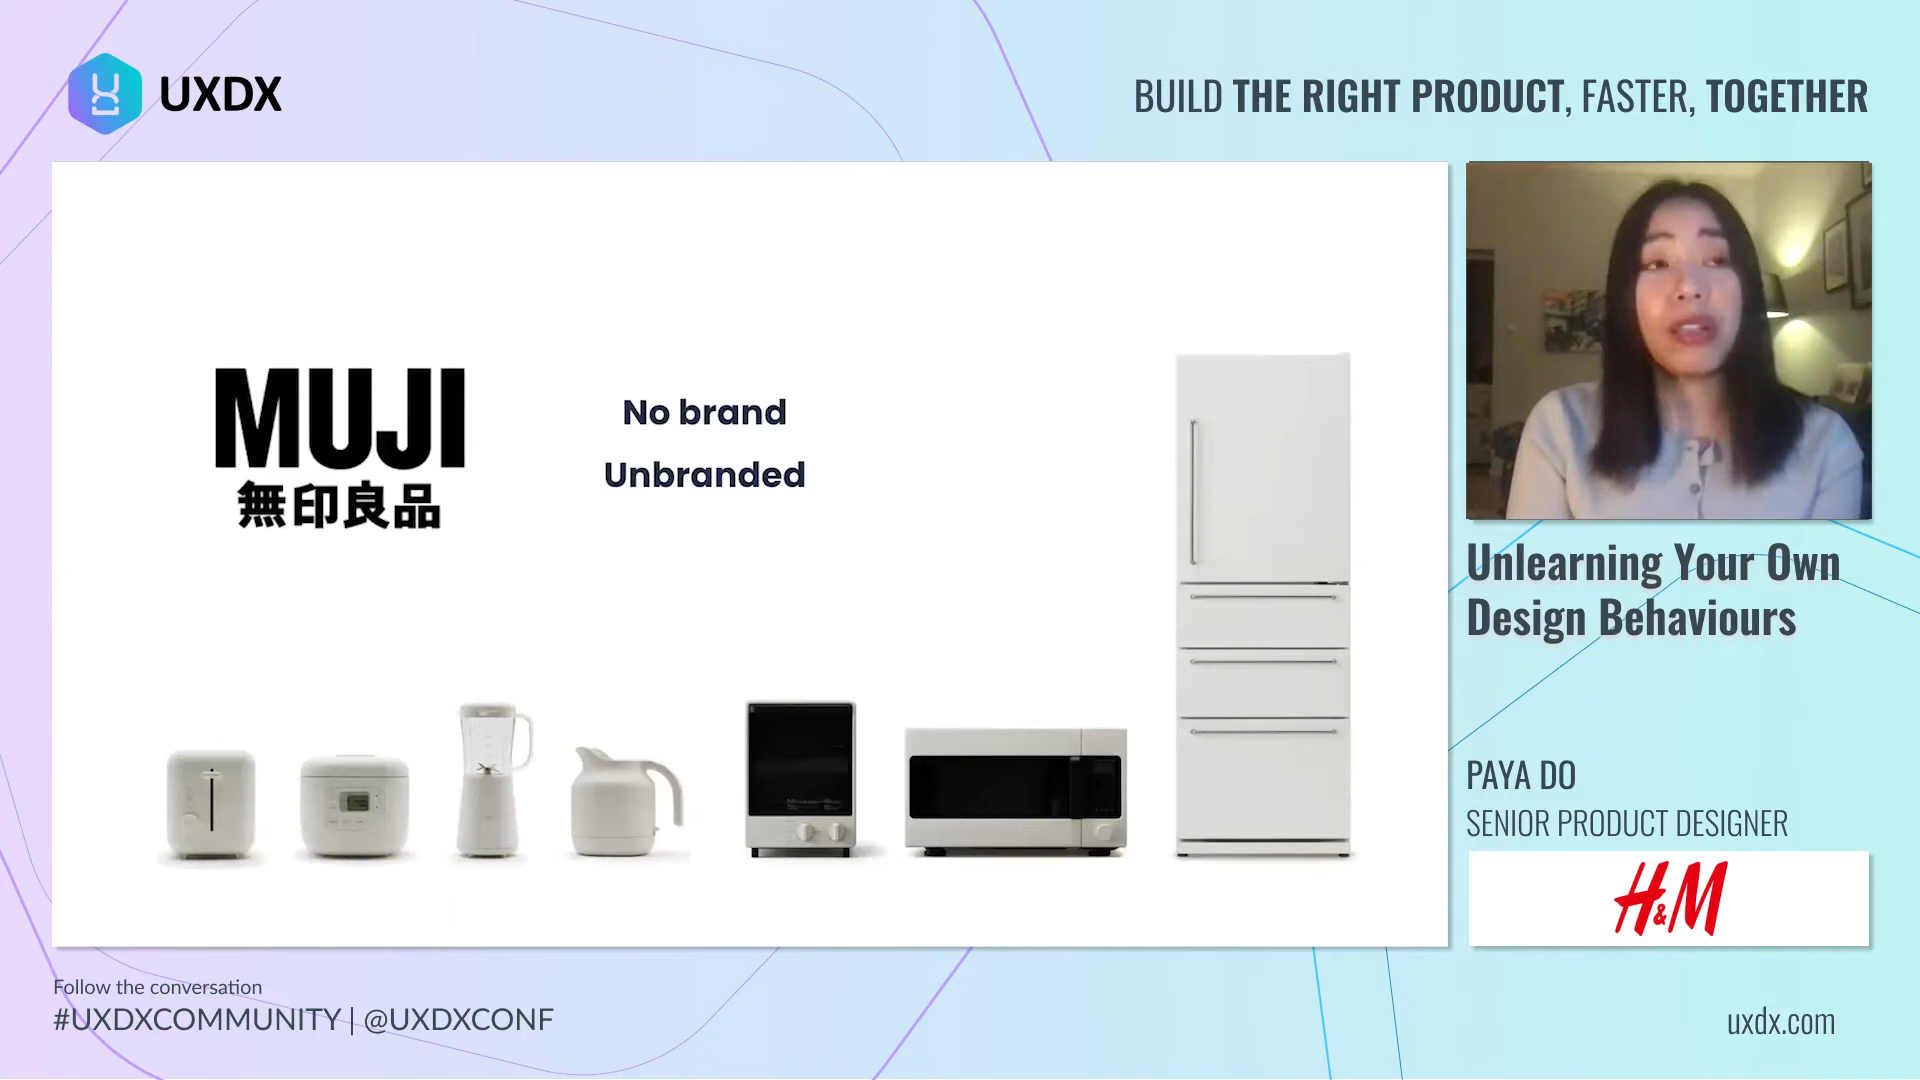 UXDX
BUILD THE RIGHT PRODUCT, FASTER, TOGETHER
MUJI
無印良品
No brand
Unbranded
Unlearning Your Own
Design Behaviours
PAYA DO
SENIOR PRODUCT DESIGNER
H&M
Follow the conversation
#UXDXCOMMUNITY | @UXDXCONF
uxdx.com